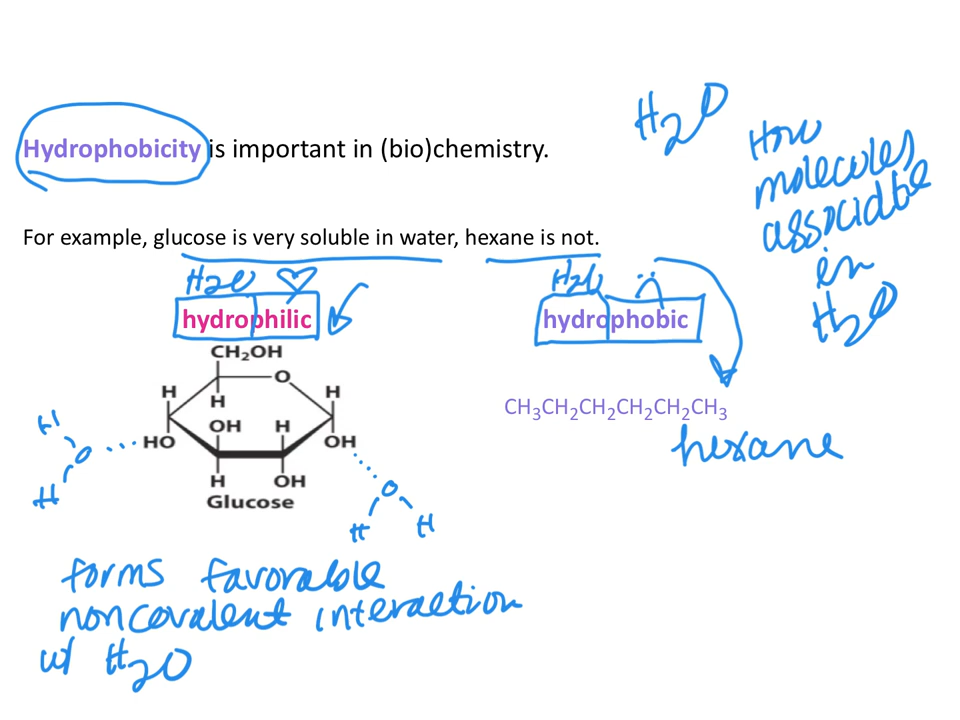 H2O
How
molecules
associate
in
H2O
Hydrophobicity is important in (bio)chemistry.
For example, glucose is very soluble in water, hexane is not.
H2O ♡
hydrophilic
H2O
hydrophobic
CH₂OH
O
H H
H
OH H
HO OH
H OH
Glucose
H
O
H
O
H H
CH₃CH₂CH₂CH₂CH₂CH₃
hexane
forms favorable
noncovalent interaction
w/ H2O